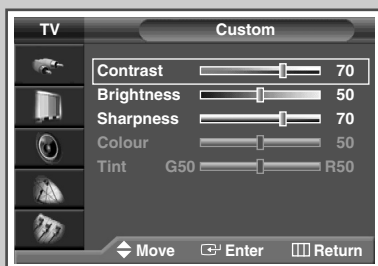 TV Custom
Contrast 70
Brightness 50
Sharpness 70
Colour 50
Tint G50 R50
Move Enter Return